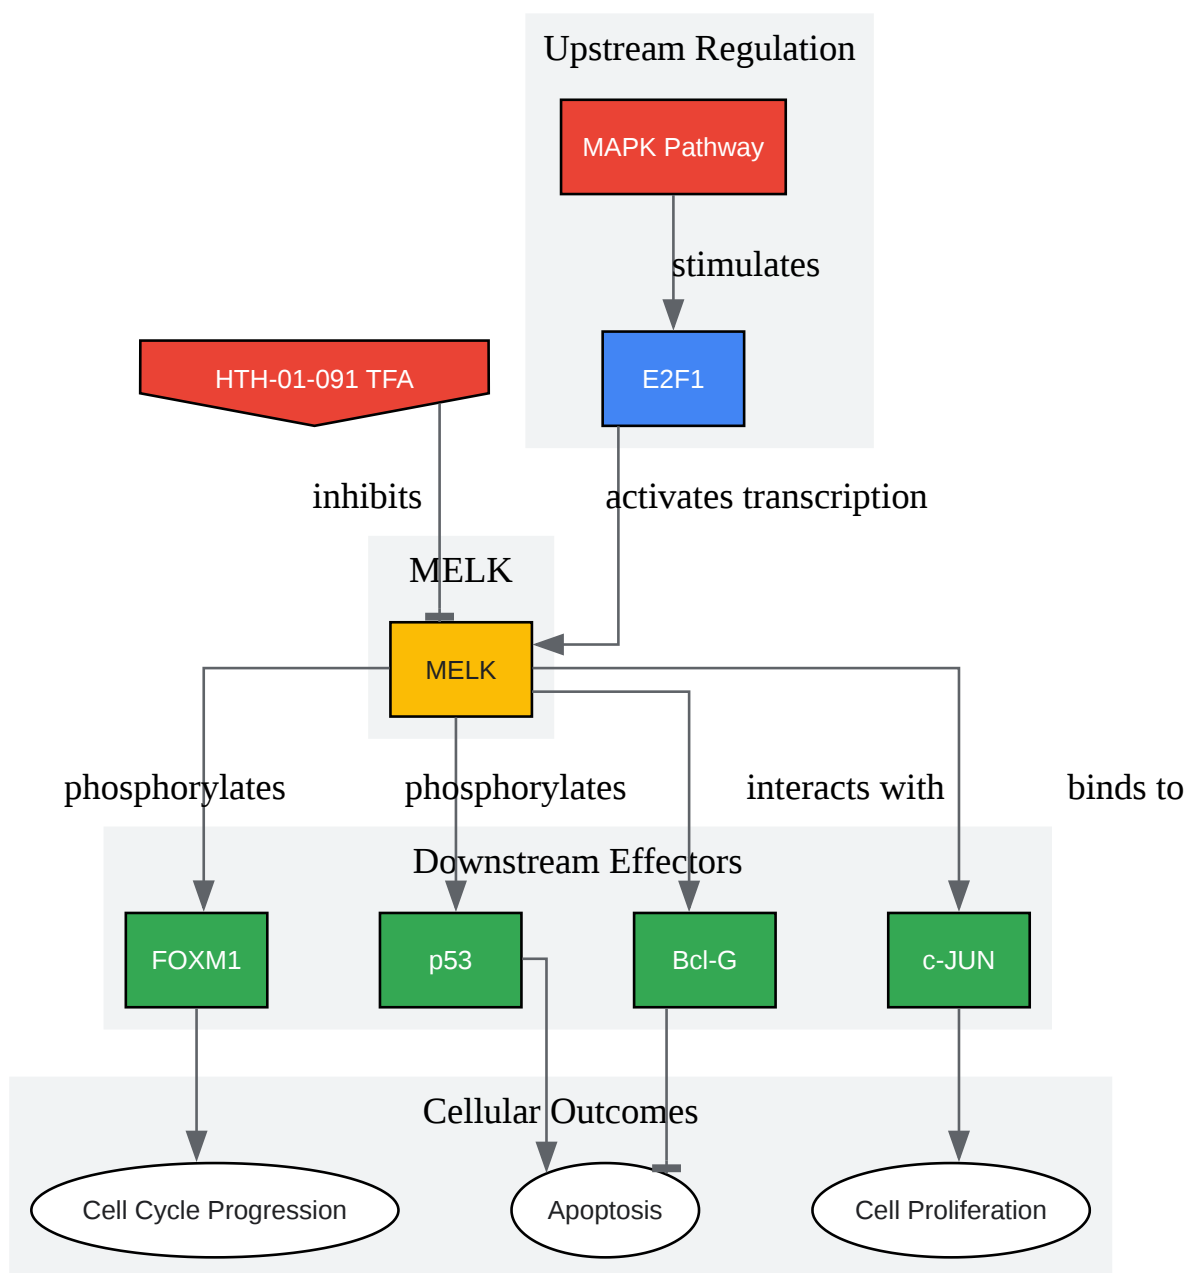 Upstream Regulation
MAPK Pathway
stimulates
HTH-01-091 TFA
E2F1
inhibits
activates transcription
MELK
MELK
phosphorylates
phosphorylates
interacts with
binds to
Downstream Effectors
FOXM1
p53
Bcl-G
c-JUN
Cellular Outcomes
Cell Cycle Progression
Apoptosis
Cell Proliferation